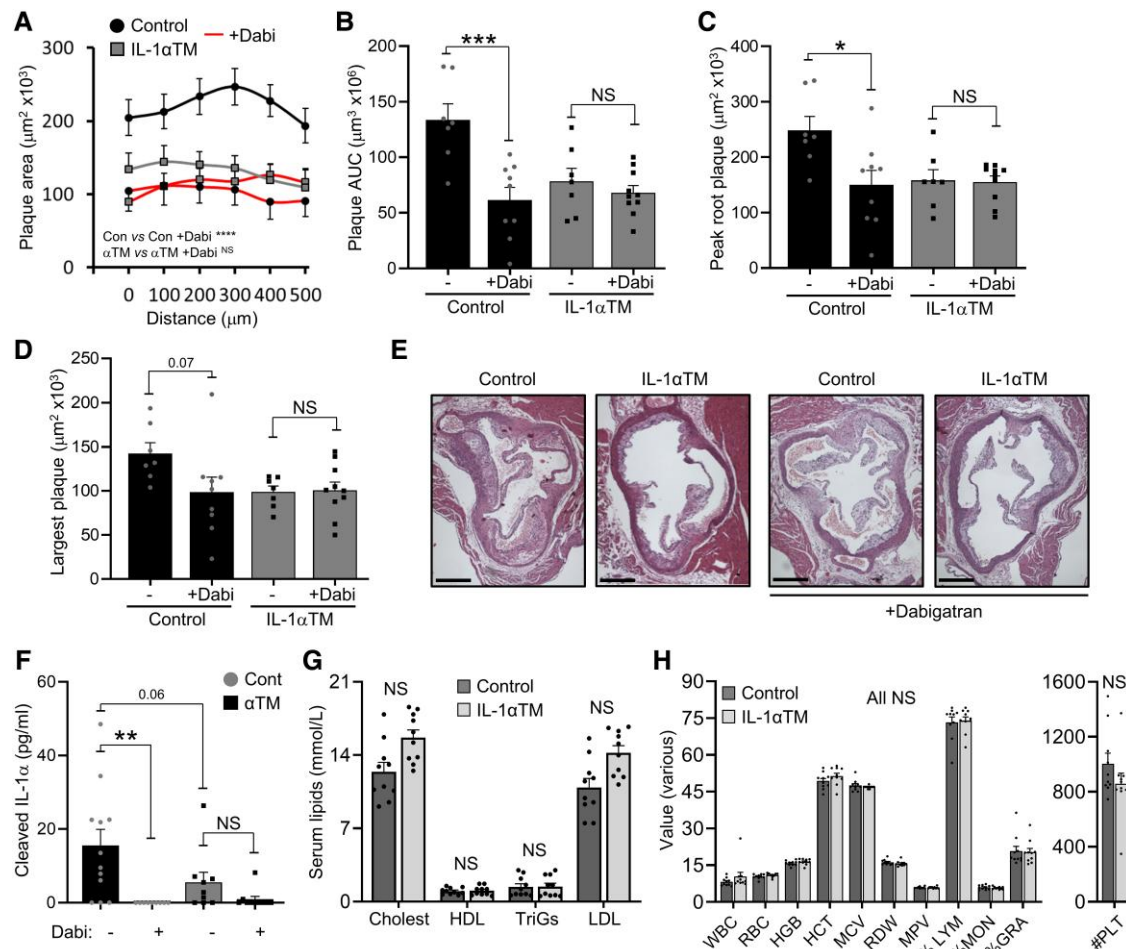 A
Control
+Dabi
IL-1αTM
Plaque area (μm² x10³)
300
200
100
0
Con vs Con +Dabi ****
αTM vs αTM +Dabi NS
0 100 200 300 400 500
Distance (μm)
B
Plaque AUC (μm³ x10⁶)
200
150
100
50
0
***
NS
- +Dabi - +Dabi
Control IL-1αTM
C
Peak root plaque (μm² x10³)
400
300
200
100
0
*
NS
- +Dabi - +Dabi
Control IL-1αTM
D
Largest plaque (μm² x10³)
250
200
150
100
50
0
0.07
NS
- +Dabi - +Dabi
Control IL-1αTM
E
Control IL-1αTM Control IL-1αTM
+Dabigatran
F
Cont
αTM
Cleaved IL-1α (pg/ml)
60
40
20
0
0.06
**
NS
Dabi: - + - +
G
Serum lipids (mmol/L)
21
14
7
0
NS
Control
IL-1αTM
NS
NS
NS
Cholest HDL TriGs LDL
H
Value (various)
90
75
60
45
30
15
0
Control
IL-1αTM
All NS
WBC RBC HGB HCT MCV RDW MPV % LYM %MON %GRA
1600
1200
800
400
0
NS
#PLT